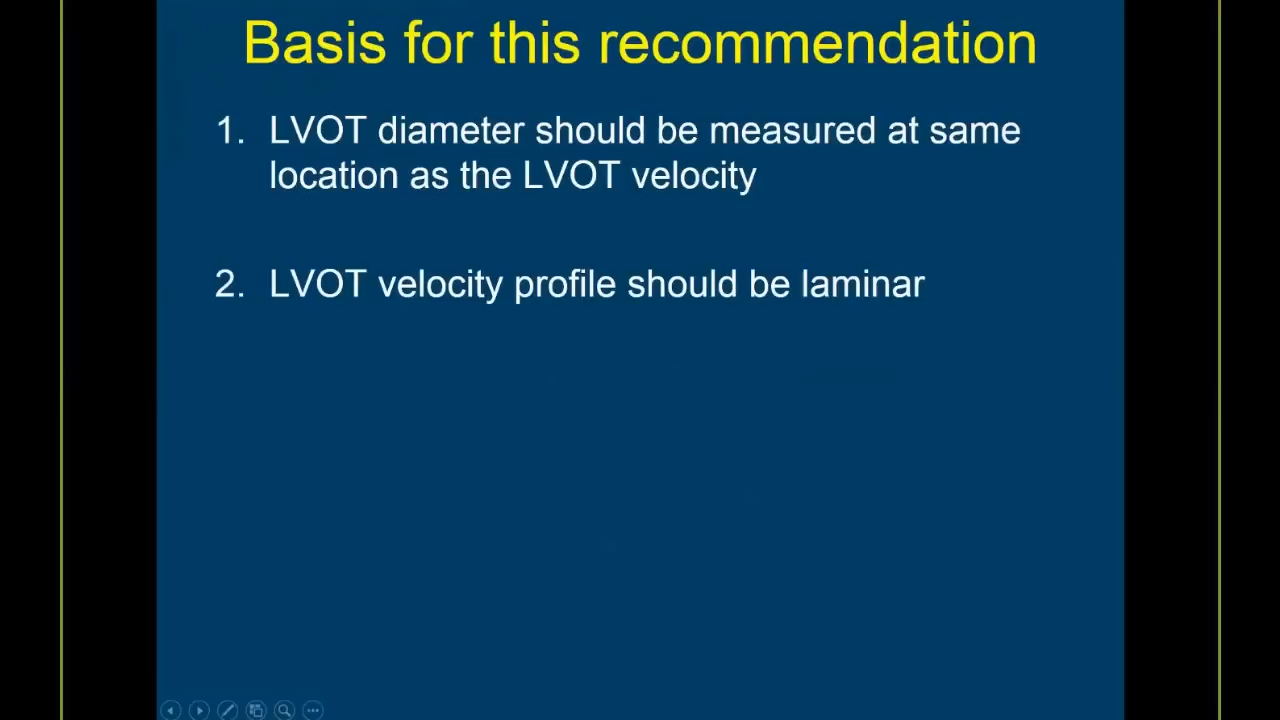 Basis for this recommendation
1. LVOT diameter should be measured at same
location as the LVOT velocity
2. LVOT velocity profile should be laminar